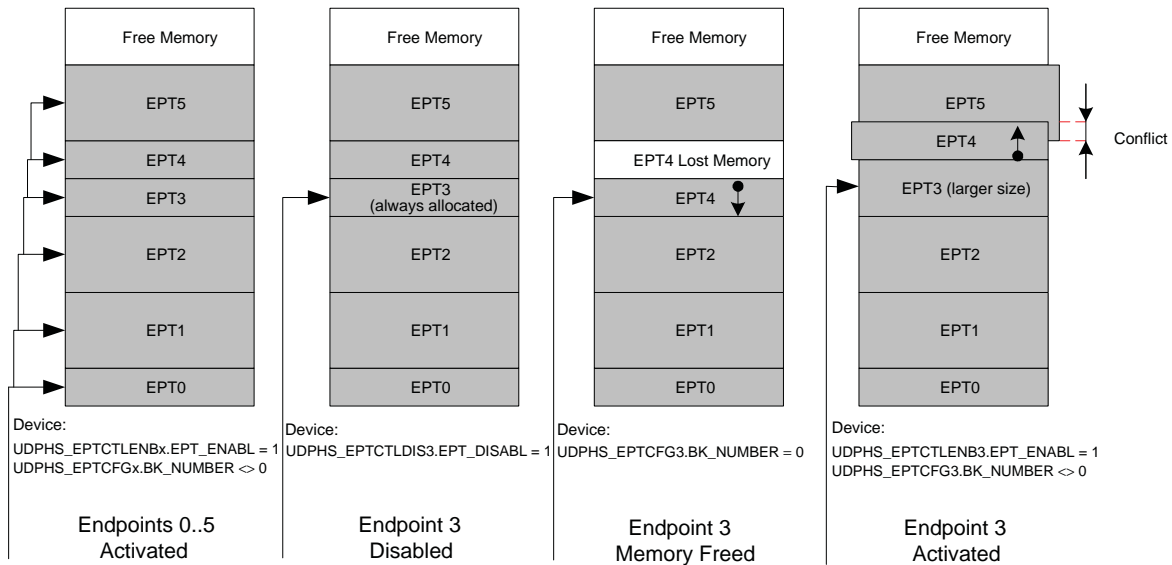 Free Memory
EPT5
EPT4
EPT3
EPT2
EPT1
EPT0
Device:
UDPHS_EPTCTLENBx.EPT_ENABL = 1
UDPHS_EPTCFGx.BK_NUMBER <> 0
Endpoints 0..5
Activated
Free Memory
EPT5
EPT4
EPT3
(always allocated)
EPT2
EPT1
EPT0
Device:
UDPHS_EPTCTLDIS3.EPT_DISABL = 1
Endpoint 3
Disabled
Free Memory
EPT5
EPT4 Lost Memory
EPT4
EPT2
EPT1
EPT0
Device:
UDPHS_EPTCFG3.BK_NUMBER = 0
Endpoint 3
Memory Freed
Free Memory
EPT5
EPT4
Conflict
EPT3 (larger size)
EPT2
EPT1
EPT0
Device:
UDPHS_EPTCTLENB3.EPT_ENABL = 1
UDPHS_EPTCFG3.BK_NUMBER <> 0
Endpoint 3
Activated